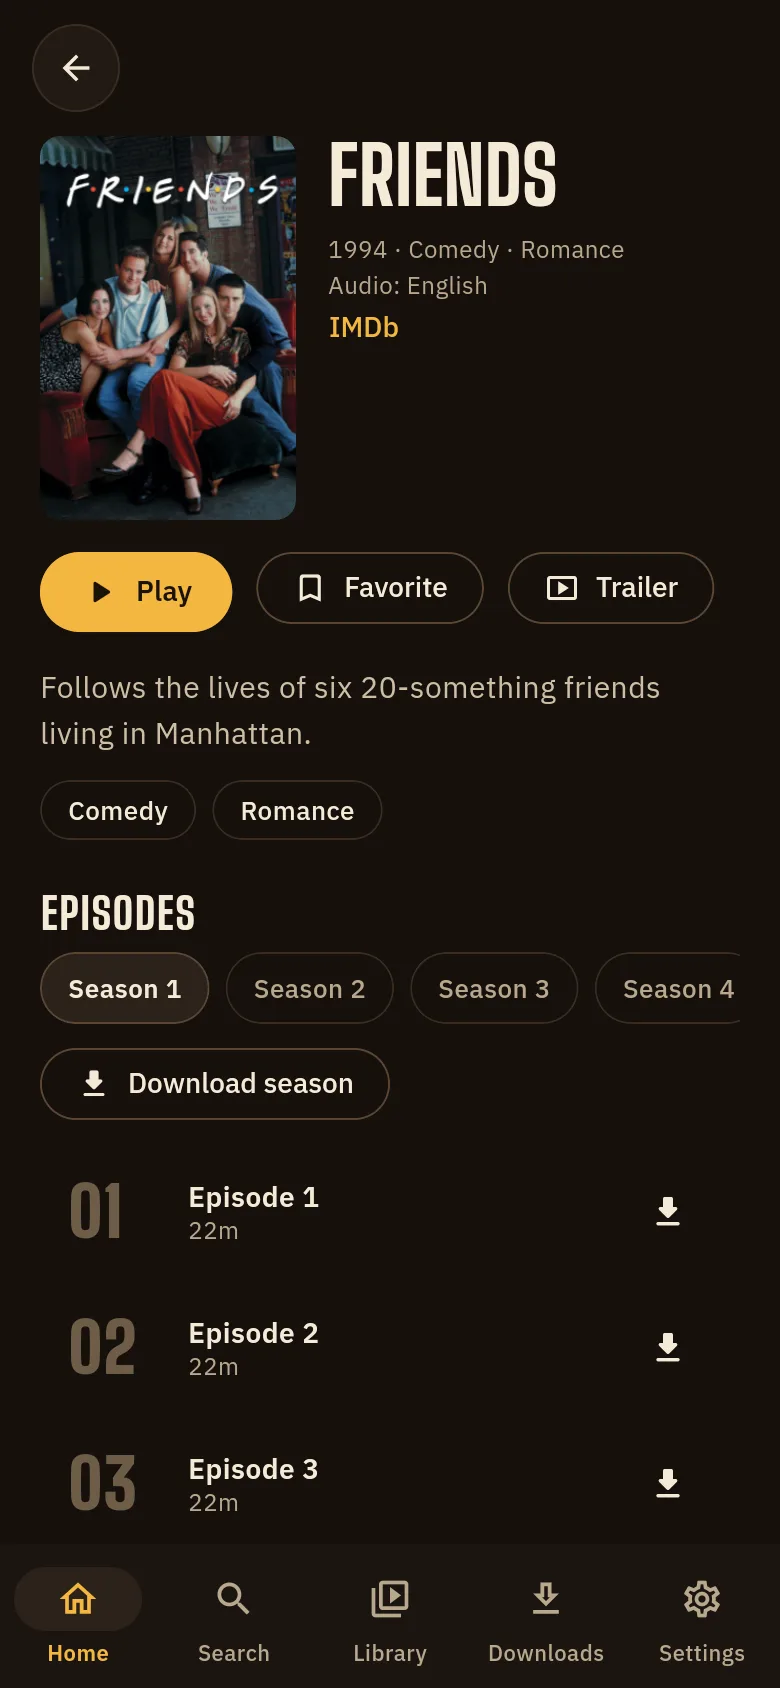 F·R·I·E·N·D·S
FRIENDS
1994 · Comedy · Romance
Audio: English
IMDb
Play
Favorite
Trailer
Follows the lives of six 20-something friends
living in Manhattan.
Comedy
Romance
EPISODES
Season 1
Season 2
Season 3
Season 4
Download season
01
Episode 1
22m
02
Episode 2
22m
03
Episode 3
22m
Home
Search
Library
Downloads
Settings